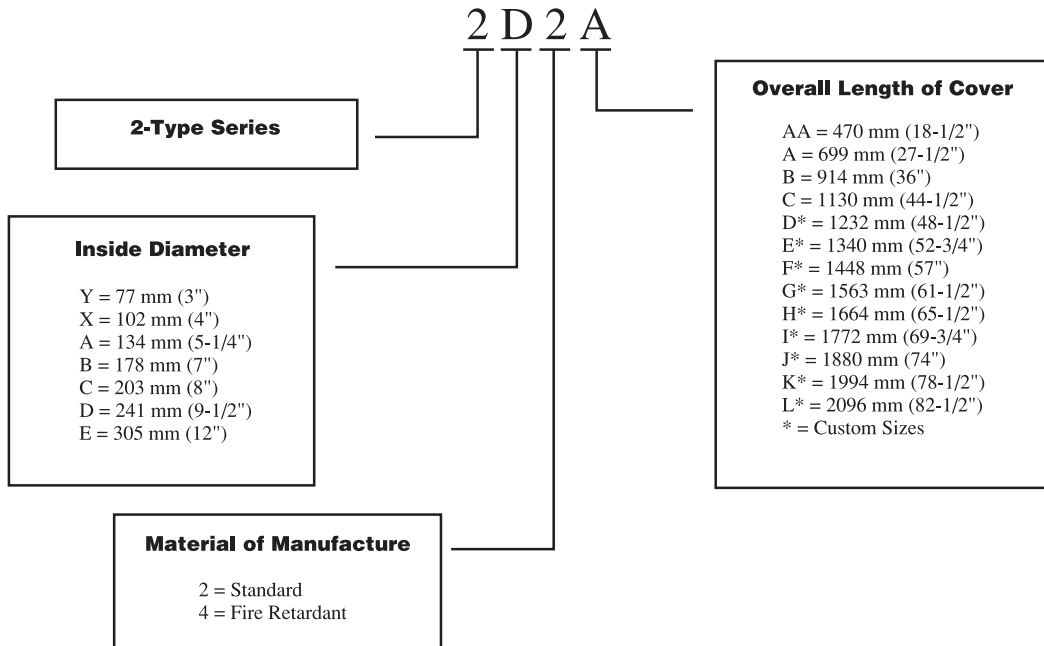 2 D 2 A
2-Type Series
Inside Diameter
Y = 77 mm (3")
X = 102 mm (4")
A = 134 mm (5-1/4")
B = 178 mm (7")
C = 203 mm (8")
D = 241 mm (9-1/2")
E = 305 mm (12")
Material of Manufacture
2 = Standard
4 = Fire Retardant
Overall Length of Cover
AA = 470 mm (18-1/2")
A = 699 mm (27-1/2")
B = 914 mm (36")
C = 1130 mm (44-1/2")
D* = 1232 mm (48-1/2")
E* = 1340 mm (52-3/4")
F* = 1448 mm (57")
G* = 1563 mm (61-1/2")
H* = 1664 mm (65-1/2")
I* = 1772 mm (69-3/4")
J* = 1880 mm (74")
K* = 1994 mm (78-1/2")
L* = 2096 mm (82-1/2")
* = Custom Sizes